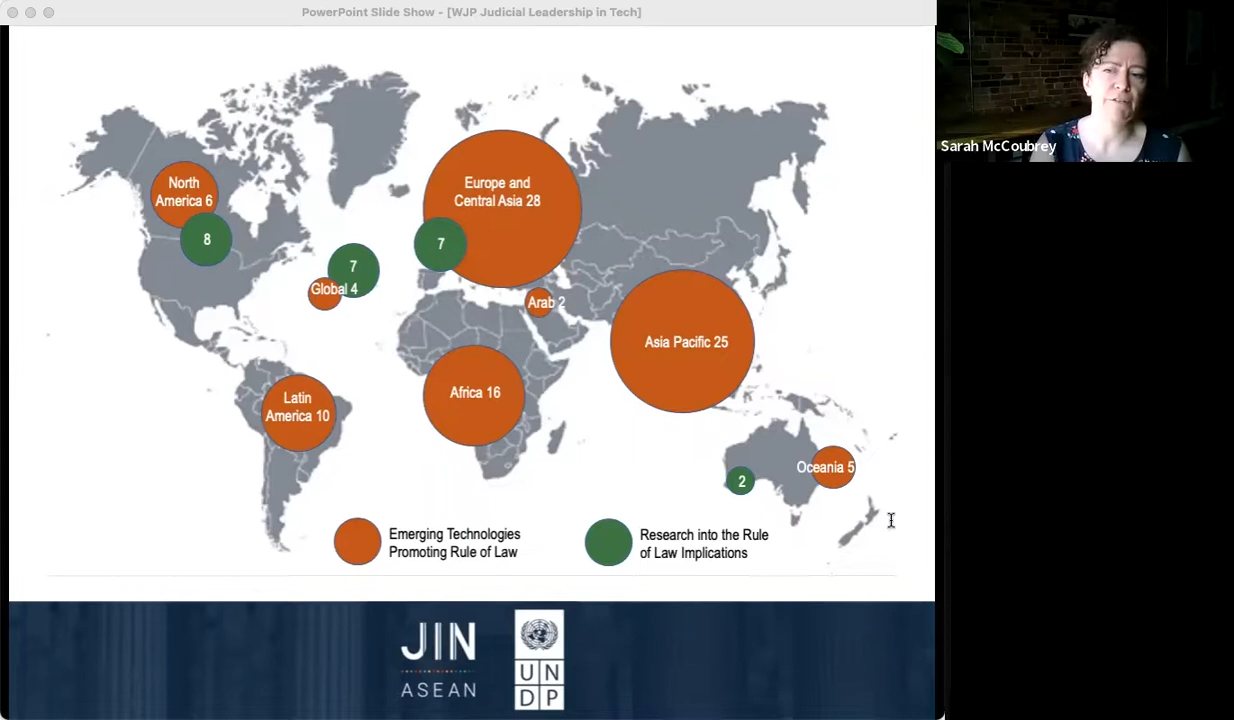 PowerPoint Slide Show - [WJP Judicial Leadership in Tech]
Sarah McCoubrey
North
America 6
8
Europe and
Central Asia 28
7
7
Global 4
Arab 2
Asia Pacific 25
Latin
America 10
Africa 16
Oceania 5
2
Emerging Technologies
Promoting Rule of Law
Research into the Rule
of Law Implications
JIN
ASEAN
U N
D P